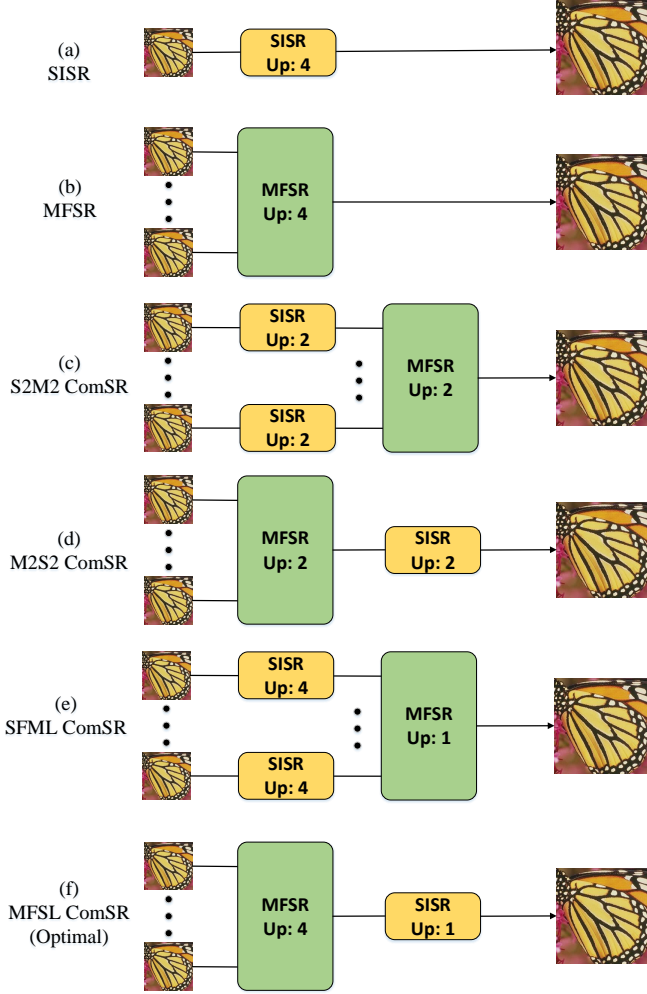 (a)
SISR
SISR
Up: 4
(b)
MFSR
MFSR
Up: 4
(c)
S2M2 ComSR
SISR
Up: 2
SISR
Up: 2
MFSR
Up: 2
(d)
M2S2 ComSR
MFSR
Up: 2
SISR
Up: 2
(e)
SFML ComSR
SISR
Up: 4
SISR
Up: 4
MFSR
Up: 1
(f)
MFSL ComSR
(Optimal)
MFSR
Up: 4
SISR
Up: 1